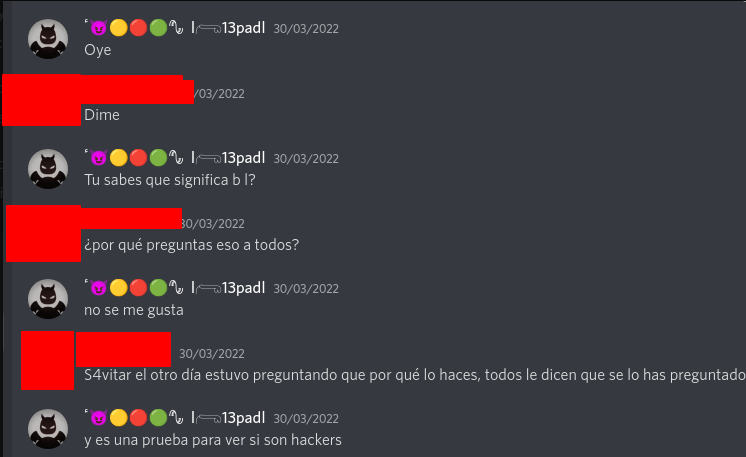 😈🟡🔴🟢 13padl 30/03/2022
Oye
/03/2022
Dime
😈🟡🔴🟢 13padl 30/03/2022
Tu sabes que significa b l?
30/03/2022
¿por qué preguntas eso a todos?
😈🟡🔴🟢 13padl 30/03/2022
no se me gusta
30/03/2022
S4vitar el otro día estuvo preguntando que por qué lo haces, todos le dicen que se lo has preguntado
😈🟡🔴🟢 13padl 30/03/2022
y es una prueba para ver si son hackers